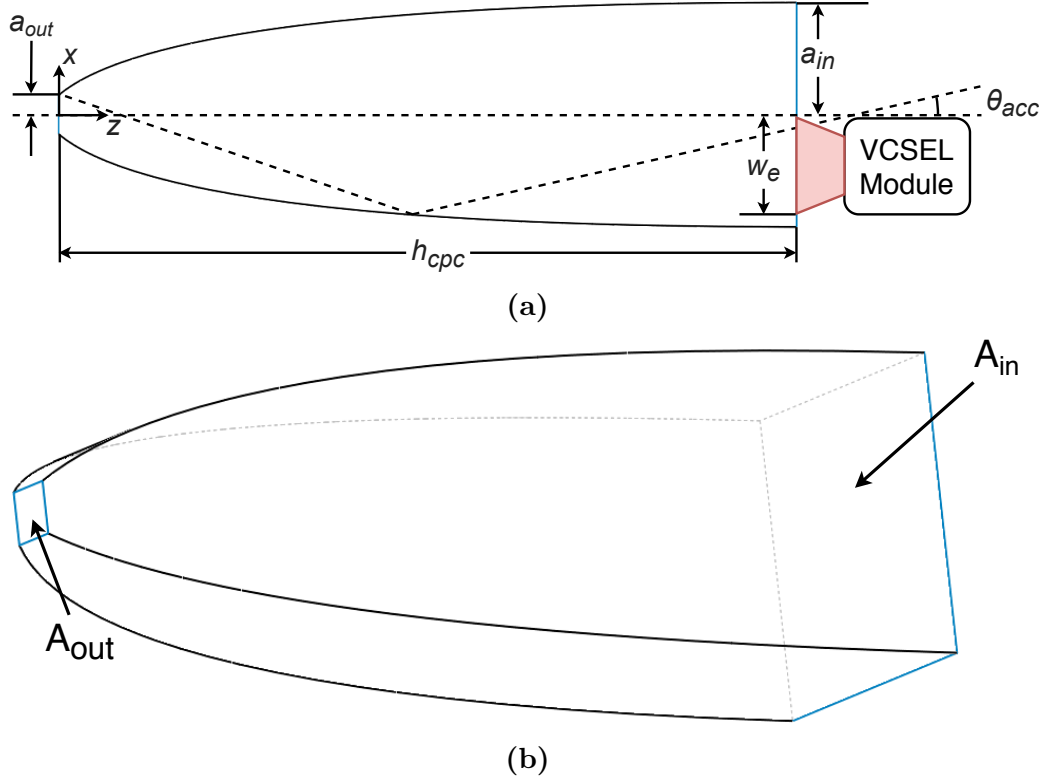 a_out
x
z
a_in
θ_acc
w_e
VCSEL
Module
h_cpc
(a)
A_in
A_out
(b)